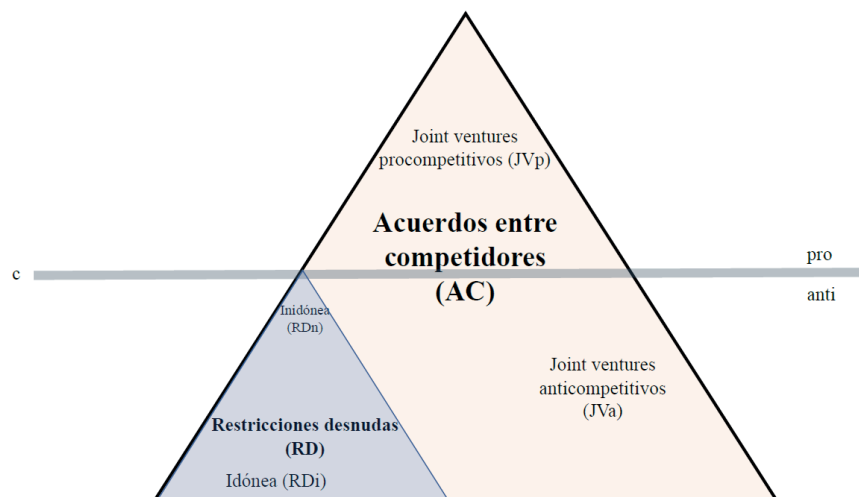 Joint ventures
procompetitivos (JVp)
Acuerdos entre
competidores
(AC)
pro
c
anti
Inidónea
(RDn)
Joint ventures
anticompetitivos
(JVa)
Restricciones desnudas
(RD)
Idónea (RDi)